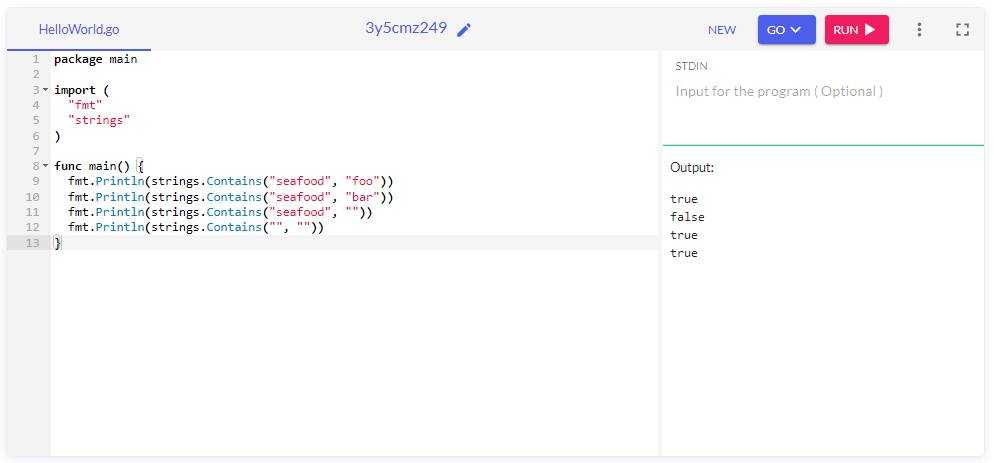 HelloWorld.go
3y5cmz249
NEW
GO
RUN
1 package main
2
3 import (
4   "fmt"
5   "strings"
6 )
7
8 func main() {
9   fmt.Println(strings.Contains("seafood", "foo"))
10   fmt.Println(strings.Contains("seafood", "bar"))
11   fmt.Println(strings.Contains("seafood", ""))
12   fmt.Println(strings.Contains("", ""))
13 }
STDIN
Input for the program ( Optional )
Output:
true
false
true
true